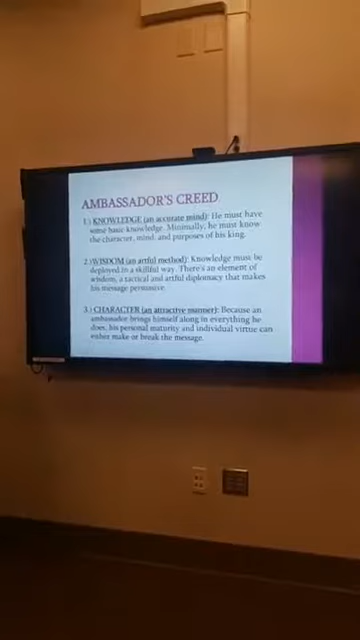 AMBASSADOR'S CREED
1.) KNOWLEDGE (an accurate mind): He must have
some basic knowledge. Minimally, he must know
the character, mind, and purposes of his king.
2.) WISDOM (an artful method): Knowledge must be
deployed in a skillful way. There's an element of
wisdom, a tactical and artful diplomacy that makes
his message persuasive.
3.) CHARACTER (an attractive manner): Because an
ambassador brings himself along in everything he
does, his personal maturity and individual virtue can
either make or break the message.